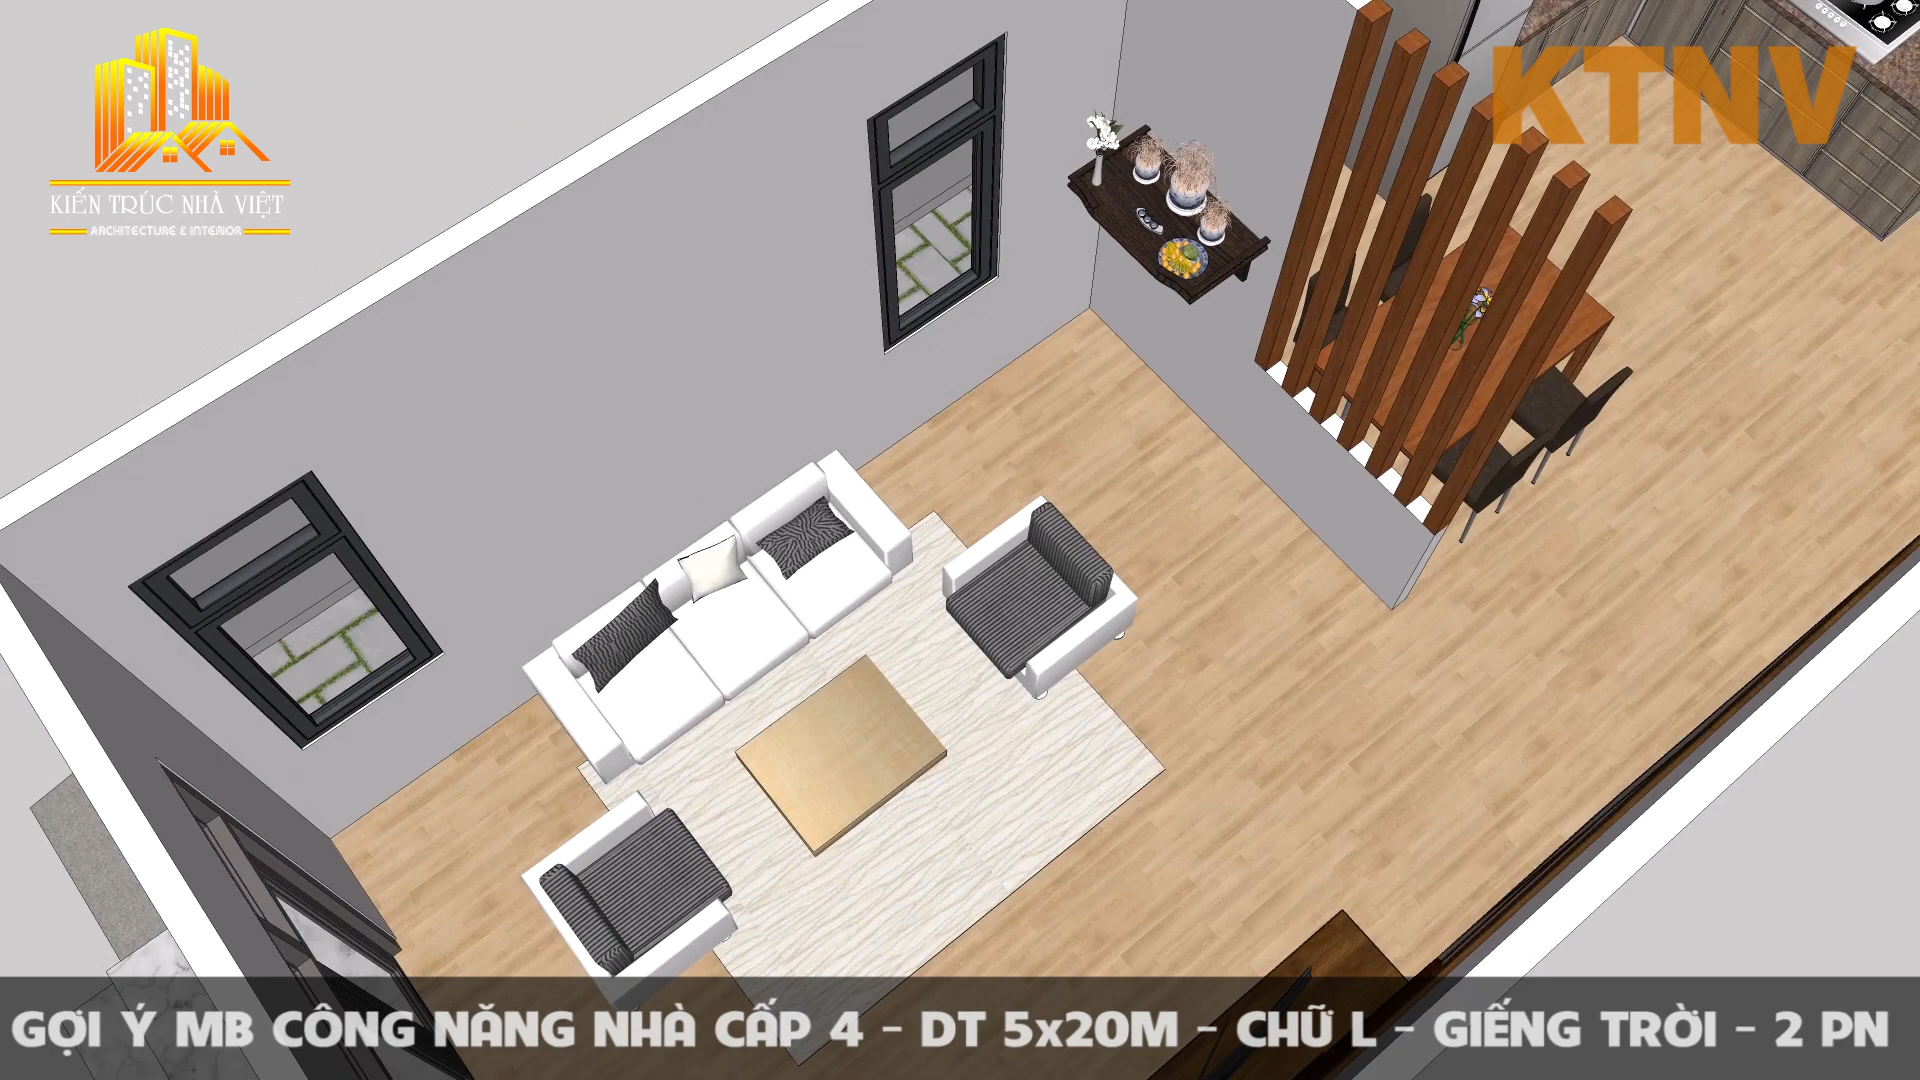 KIẾN TRÚC NHÀ VIỆT
ARCHITECTURE & INTERIOR
KTNV
GỢI Ý MB CÔNG NĂNG NHÀ CẤP 4 - DT 5x20M - CHỮ L - GIẾNG TRỜI - 2 PN